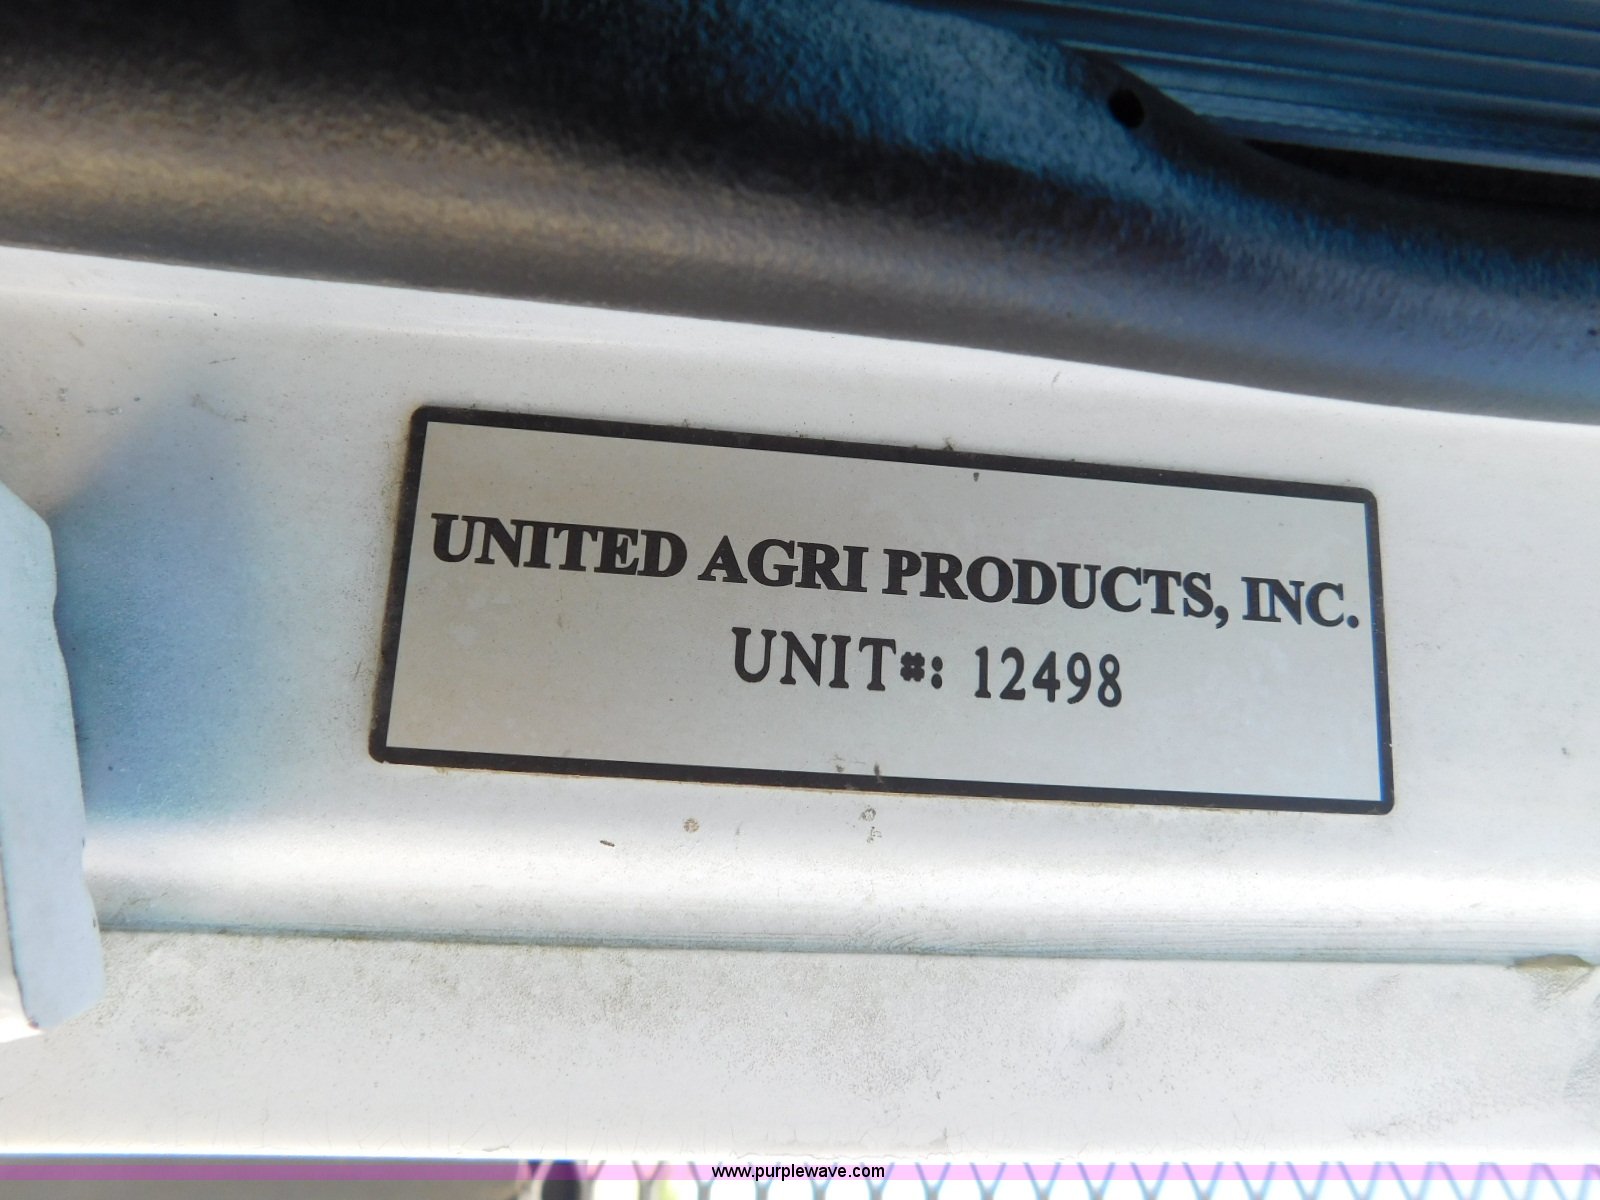 UNITED AGRI PRODUCTS, INC.
UNIT#: 12498
www.purplewave.com